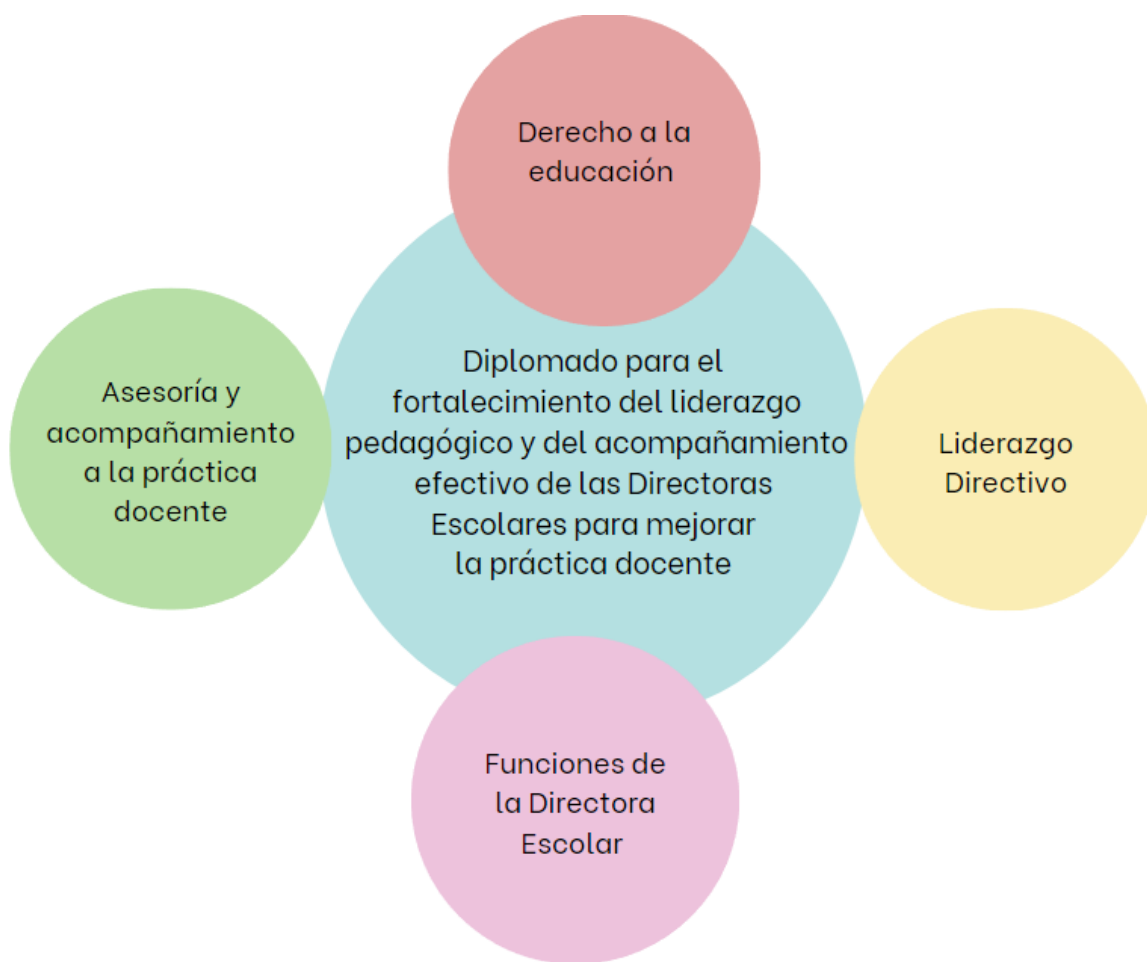 Derecho a la
educación
Asesoría y
acompañamiento
a la práctica
docente
Diplomado para el
fortalecimiento del liderazgo
pedagógico y del acompañamiento
efectivo de las Directoras
Escolares para mejorar
la práctica docente
Liderazgo
Directivo
Funciones de
la Directora
Escolar